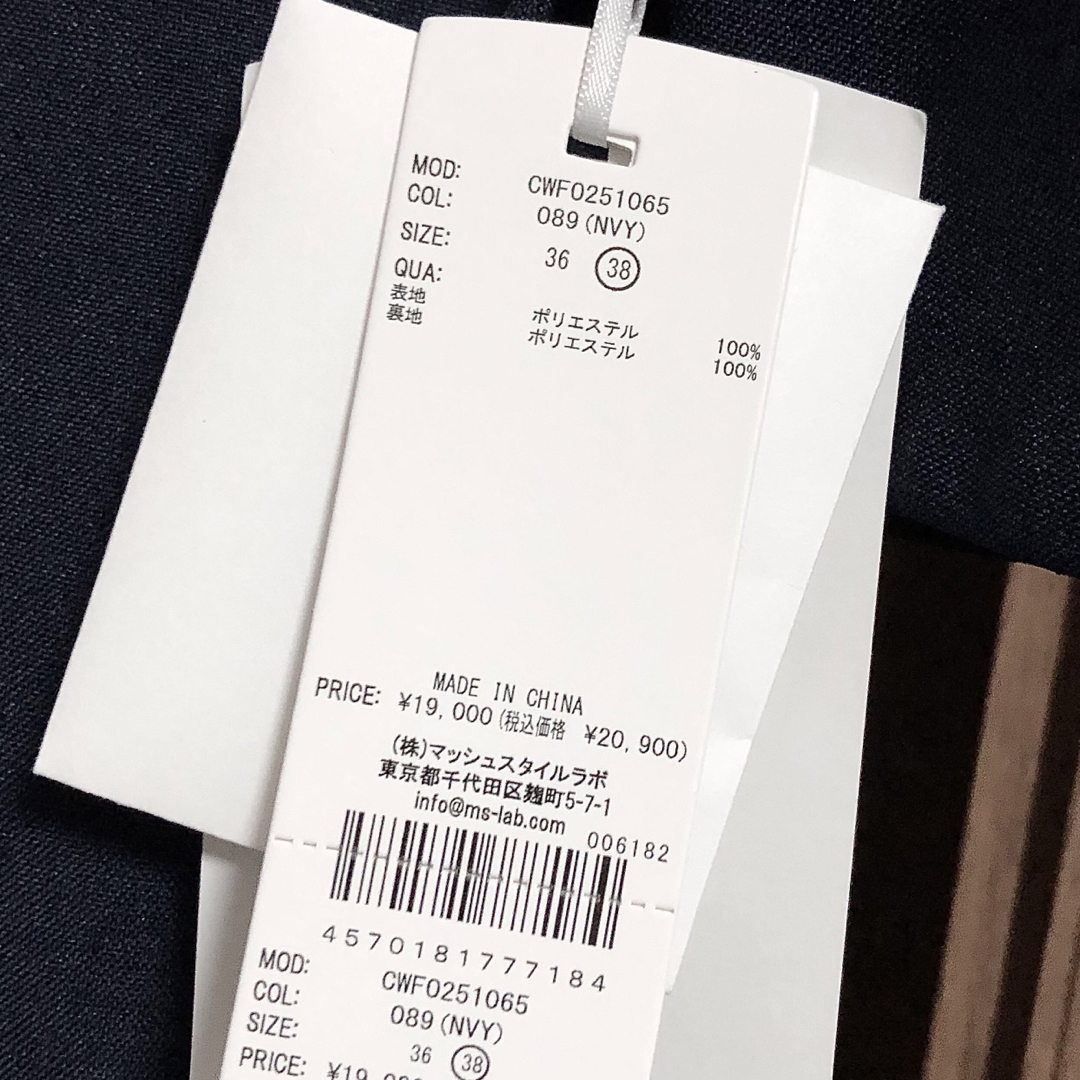 MOD: CWF0251065
COL: 089(NVY)
SIZE: 36 38
QUA:
表地 ポリエステル 100%
裏地 ポリエステル 100%
MADE IN CHINA
PRICE: ¥19,000(税込価格 ¥20,900)
(株)マッシュスタイルラボ
東京都千代田区麹町5-7-1
info@ms-lab.com
006182
4570181777184
MOD: CWF0251065
COL: 089(NVY)
SIZE: 36 38
PRICE: ¥19